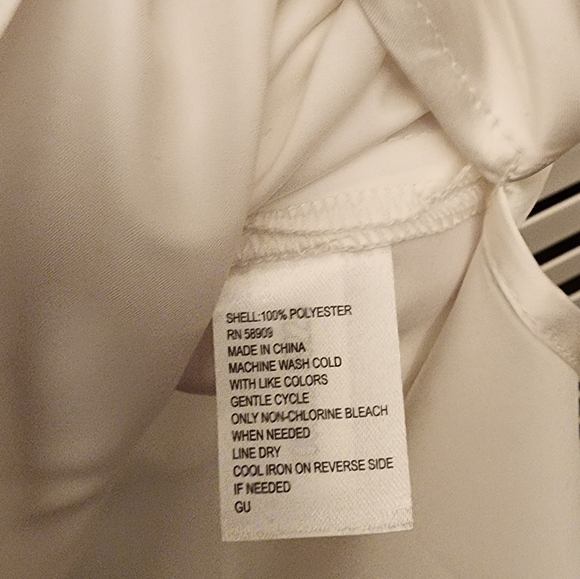 SHELL:100% POLYESTER
RN 58909
MADE IN CHINA
MACHINE WASH COLD
WITH LIKE COLORS
GENTLE CYCLE
ONLY NON-CHLORINE BLEACH
WHEN NEEDED
LINE DRY
COOL IRON ON REVERSE SIDE
IF NEEDED
GU